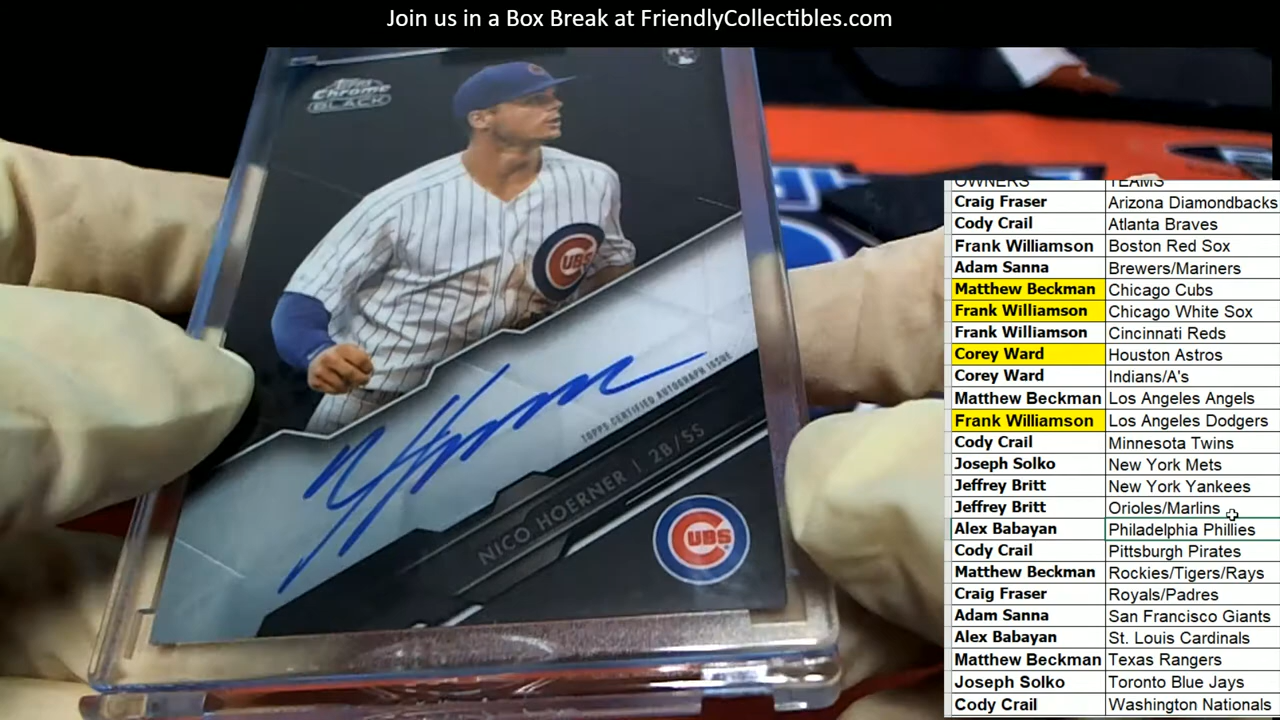 Join us in a Box Break at FriendlyCollectibles.com
Topps
Chrome
BLACK
RC
CUBS
TOPPS CERTIFIED AUTOGRAPH ISSUE
NICO HOERNER | 2B/SS
CUBS
OWNERS TEAMS
Craig Fraser Arizona Diamondbacks
Cody Crail Atlanta Braves
Frank Williamson Boston Red Sox
Adam Sanna Brewers/Mariners
Matthew Beckman Chicago Cubs
Frank Williamson Chicago White Sox
Frank Williamson Cincinnati Reds
Corey Ward Houston Astros
Corey Ward Indians/A's
Matthew Beckman Los Angeles Angels
Frank Williamson Los Angeles Dodgers
Cody Crail Minnesota Twins
Joseph Solko New York Mets
Jeffrey Britt New York Yankees
Jeffrey Britt Orioles/Marlins
Alex Babayan Philadelphia Phillies
Cody Crail Pittsburgh Pirates
Matthew Beckman Rockies/Tigers/Rays
Craig Fraser Royals/Padres
Adam Sanna San Francisco Giants
Alex Babayan St. Louis Cardinals
Matthew Beckman Texas Rangers
Joseph Solko Toronto Blue Jays
Cody Crail Washington Nationals